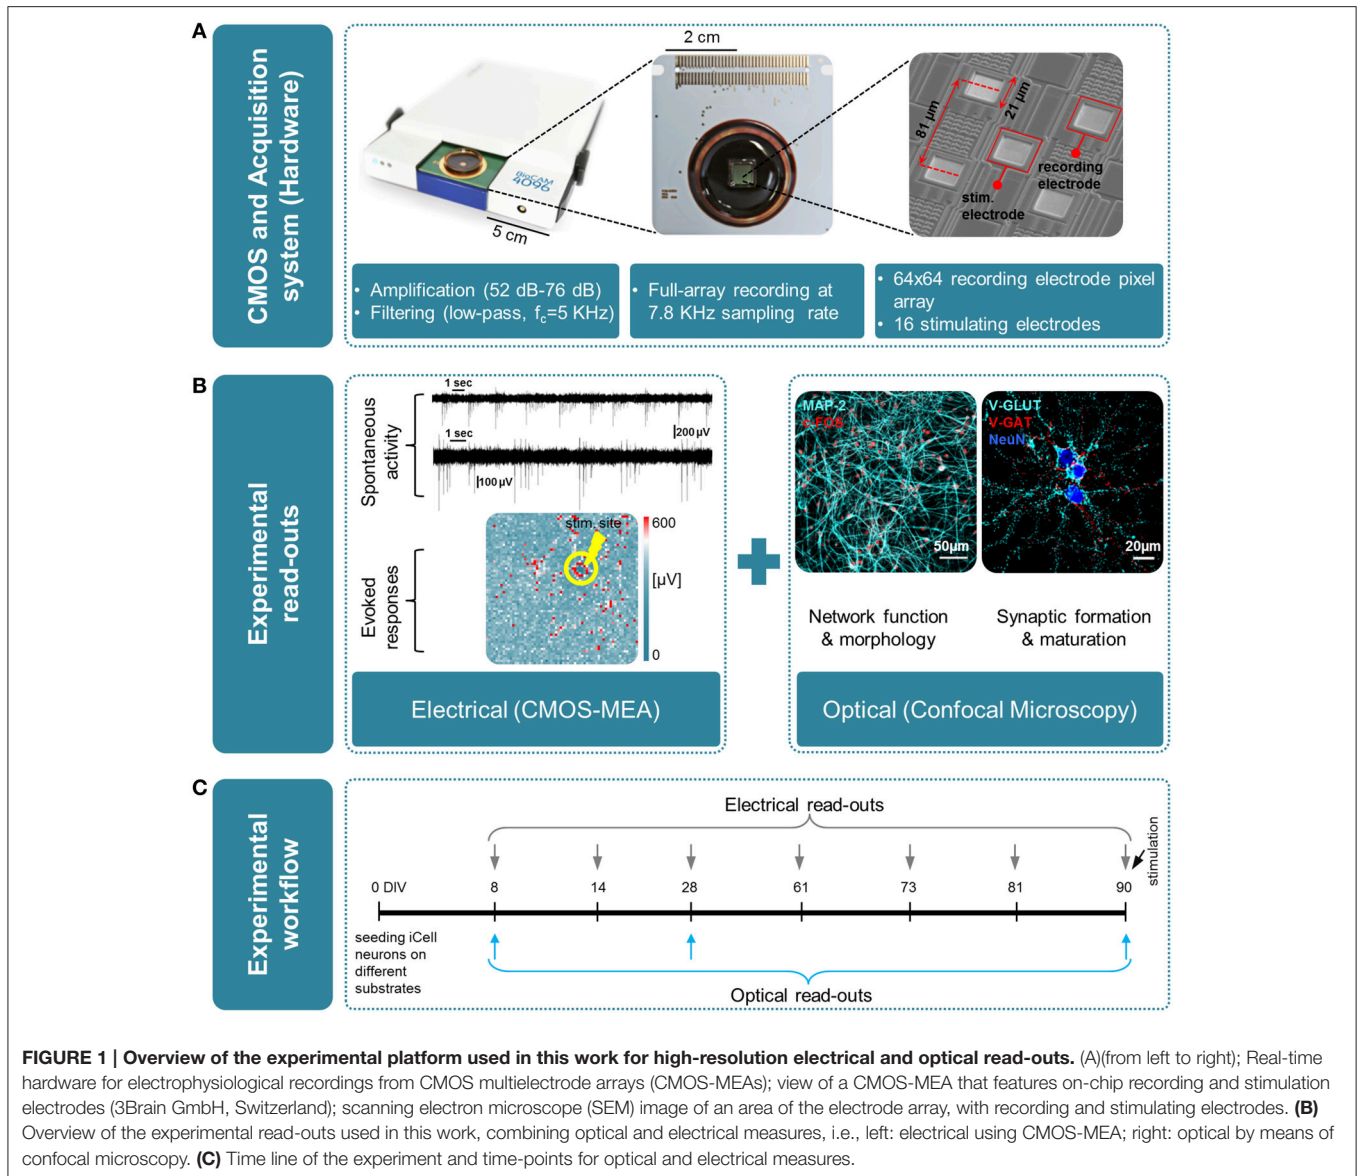 A
CMOS and Acquisition
system (Hardware)
2 cm
BioCAM
4096
5 cm
81 µm
21 µm
recording
electrode
stim.
electrode
• Amplification (52 dB-76 dB)
• Filtering (low-pass, fc=5 KHz)
• Full-array recording at
7.8 KHz sampling rate
• 64x64 recording electrode pixel
array
• 16 stimulating electrodes
B
Experimental
read-outs
Spontaneous
activity
1 sec
200 µV
1 sec
100 µV
Evoked
responses
stim. site
600
[µV]
0
Electrical (CMOS-MEA)
MAP-2
c-FOS
50µm
V-GLUT
V-GAT
NeuN
20µm
Network function
& morphology
Synaptic formation
& maturation
Optical (Confocal Microscopy)
C
Experimental
workflow
Electrical read-outs
stimulation
0 DIV 8 14 28 61 73 81 90
seeding iCell
neurons on
different
substrates
Optical read-outs
FIGURE 1 | Overview of the experimental platform used in this work for high-resolution electrical and optical read-outs. (A)(from left to right); Real-time
hardware for electrophysiological recordings from CMOS multielectrode arrays (CMOS-MEAs); view of a CMOS-MEA that features on-chip recording and stimulation
electrodes (3Brain GmbH, Switzerland); scanning electron microscope (SEM) image of an area of the electrode array, with recording and stimulating electrodes. (B)
Overview of the experimental read-outs used in this work, combining optical and electrical measures, i.e., left: electrical using CMOS-MEA; right: optical by means of
confocal microscopy. (C) Time line of the experiment and time-points for optical and electrical measures.